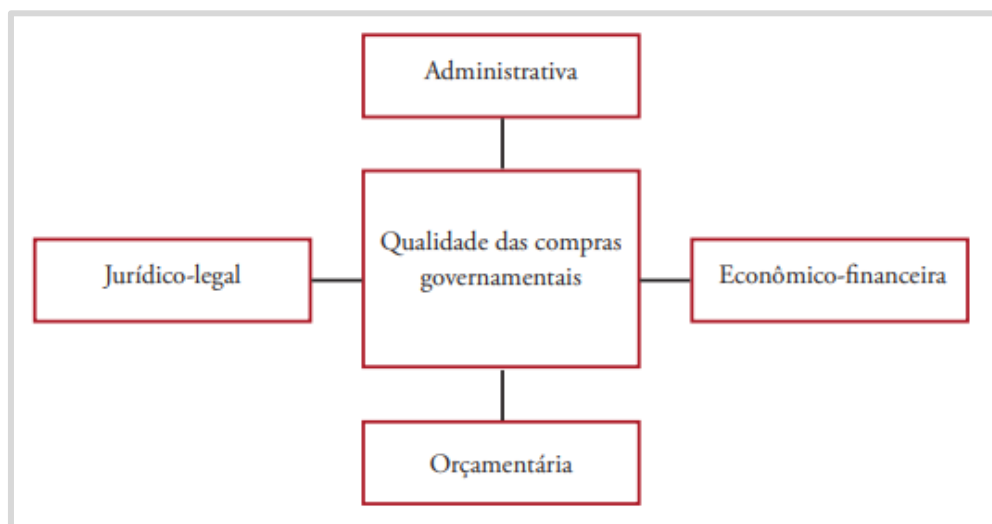 Administrativa
Qualidade das compras
governamentais
Jurídico-legal
Econômico-financeira
Orçamentária